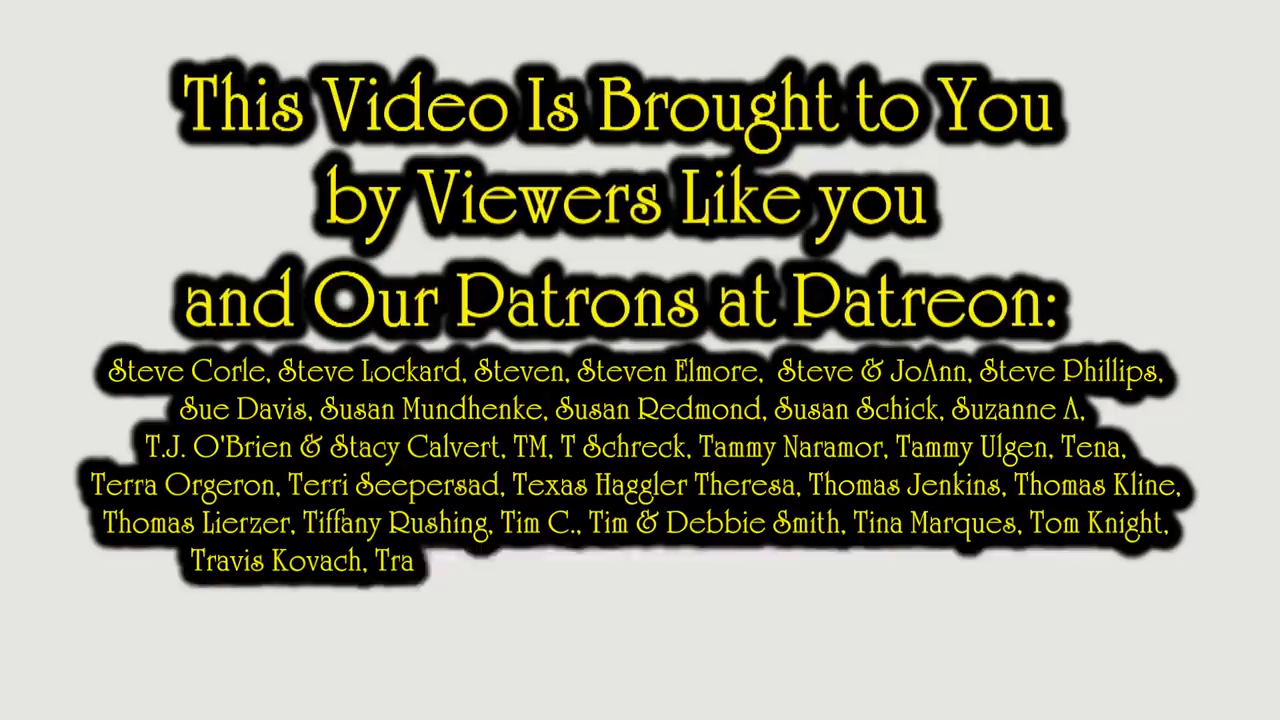 This Video Is Brought to You
by Viewers Like you
and Our Patrons at Patreon:
Steve Corle, Steve Lockard, Steven, Steven Elmore, Steve & JoAnn, Steve Phillips,
Sue Davis, Susan Mundhenke, Susan Redmond, Susan Schick, Suzanne A,
T.J. O'Brien & Stacy Calvert, TM, T Schreck, Tammy Naramor, Tammy Ulgen, Tena,
Terra Orgeron, Terri Seepersad, Texas Haggler Theresa, Thomas Jenkins, Thomas Kline,
Thomas Lierzer, Tiffany Rushing, Tim C., Tim & Debbie Smith, Tina Marques, Tom Knight,
Travis Kovach, Tra